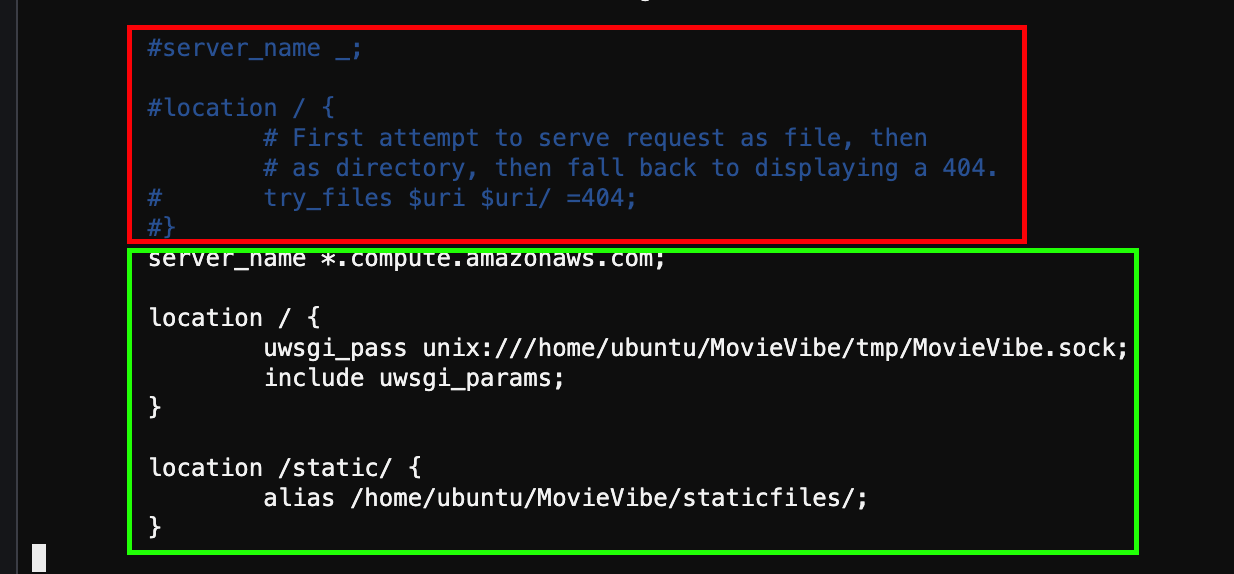 #server_name _;
#location / {
# First attempt to serve request as file, then
# as directory, then fall back to displaying a 404.
# try_files $uri $uri/ =404;
#}
server_name *.compute.amazonaws.com;
location / {
uwsgi_pass unix:///home/ubuntu/MovieVibe/tmp/MovieVibe.sock;
include uwsgi_params;
}
location /static/ {
alias /home/ubuntu/MovieVibe/staticfiles/;
}